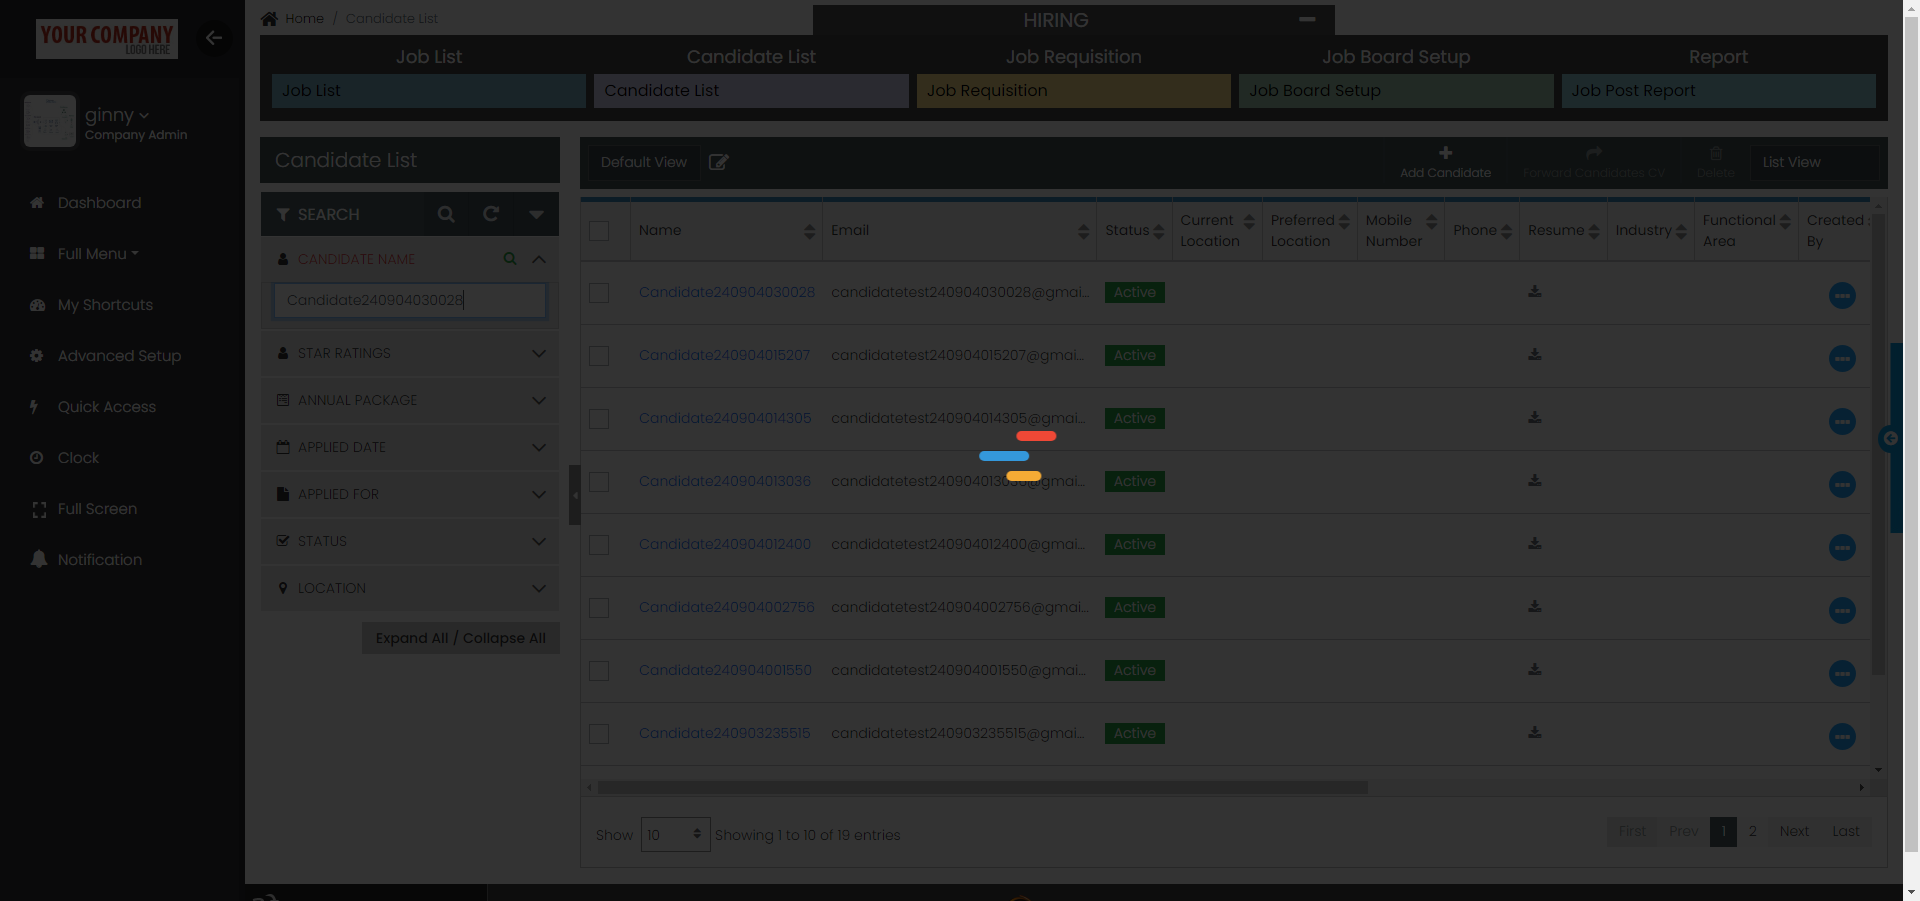 YOUR COMPANY
LOGO HERE
ginny
Company Admin
Dashboard
Full Menu
My Shortcuts
Advanced Setup
Quick Access
Clock
Full Screen
Notification
Home / Candidate List
HIRING
Job List
Candidate List
Job Requisition
Job Board Setup
Report
Job List
Candidate List
Job Requisition
Job Board Setup
Job Post Report
Candidate List
SEARCH
CANDIDATE NAME
Candidate240904030028
STAR RATINGS
ANNUAL PACKAGE
APPLIED DATE
APPLIED FOR
STATUS
LOCATION
Expand All / Collapse All
Default View
Add Candidate
Forward Candidates CV
Delete
List View
Name
Email
Status
Current Location
Preferred Location
Mobile Number
Phone
Resume
Industry
Functional Area
Created By
Candidate240904030028 candidatetest240904030028@gmai... Active
Candidate240904015207 candidatetest240904015207@gmai... Active
Candidate240904014305 candidatetest240904014305@gmai... Active
Candidate240904013036 Active
Candidate240904012400 candidatetest240904012400@gmai... Active
Candidate240904002756 candidatetest240904002756@gmai... Active
Candidate240904001550 candidatetest240904001550@gmai... Active
Candidate240903235515 candidatetest240903235515@gmai... Active
Show 10 Showing 1 to 10 of 19 entries
First Prev 1 2 Next Last